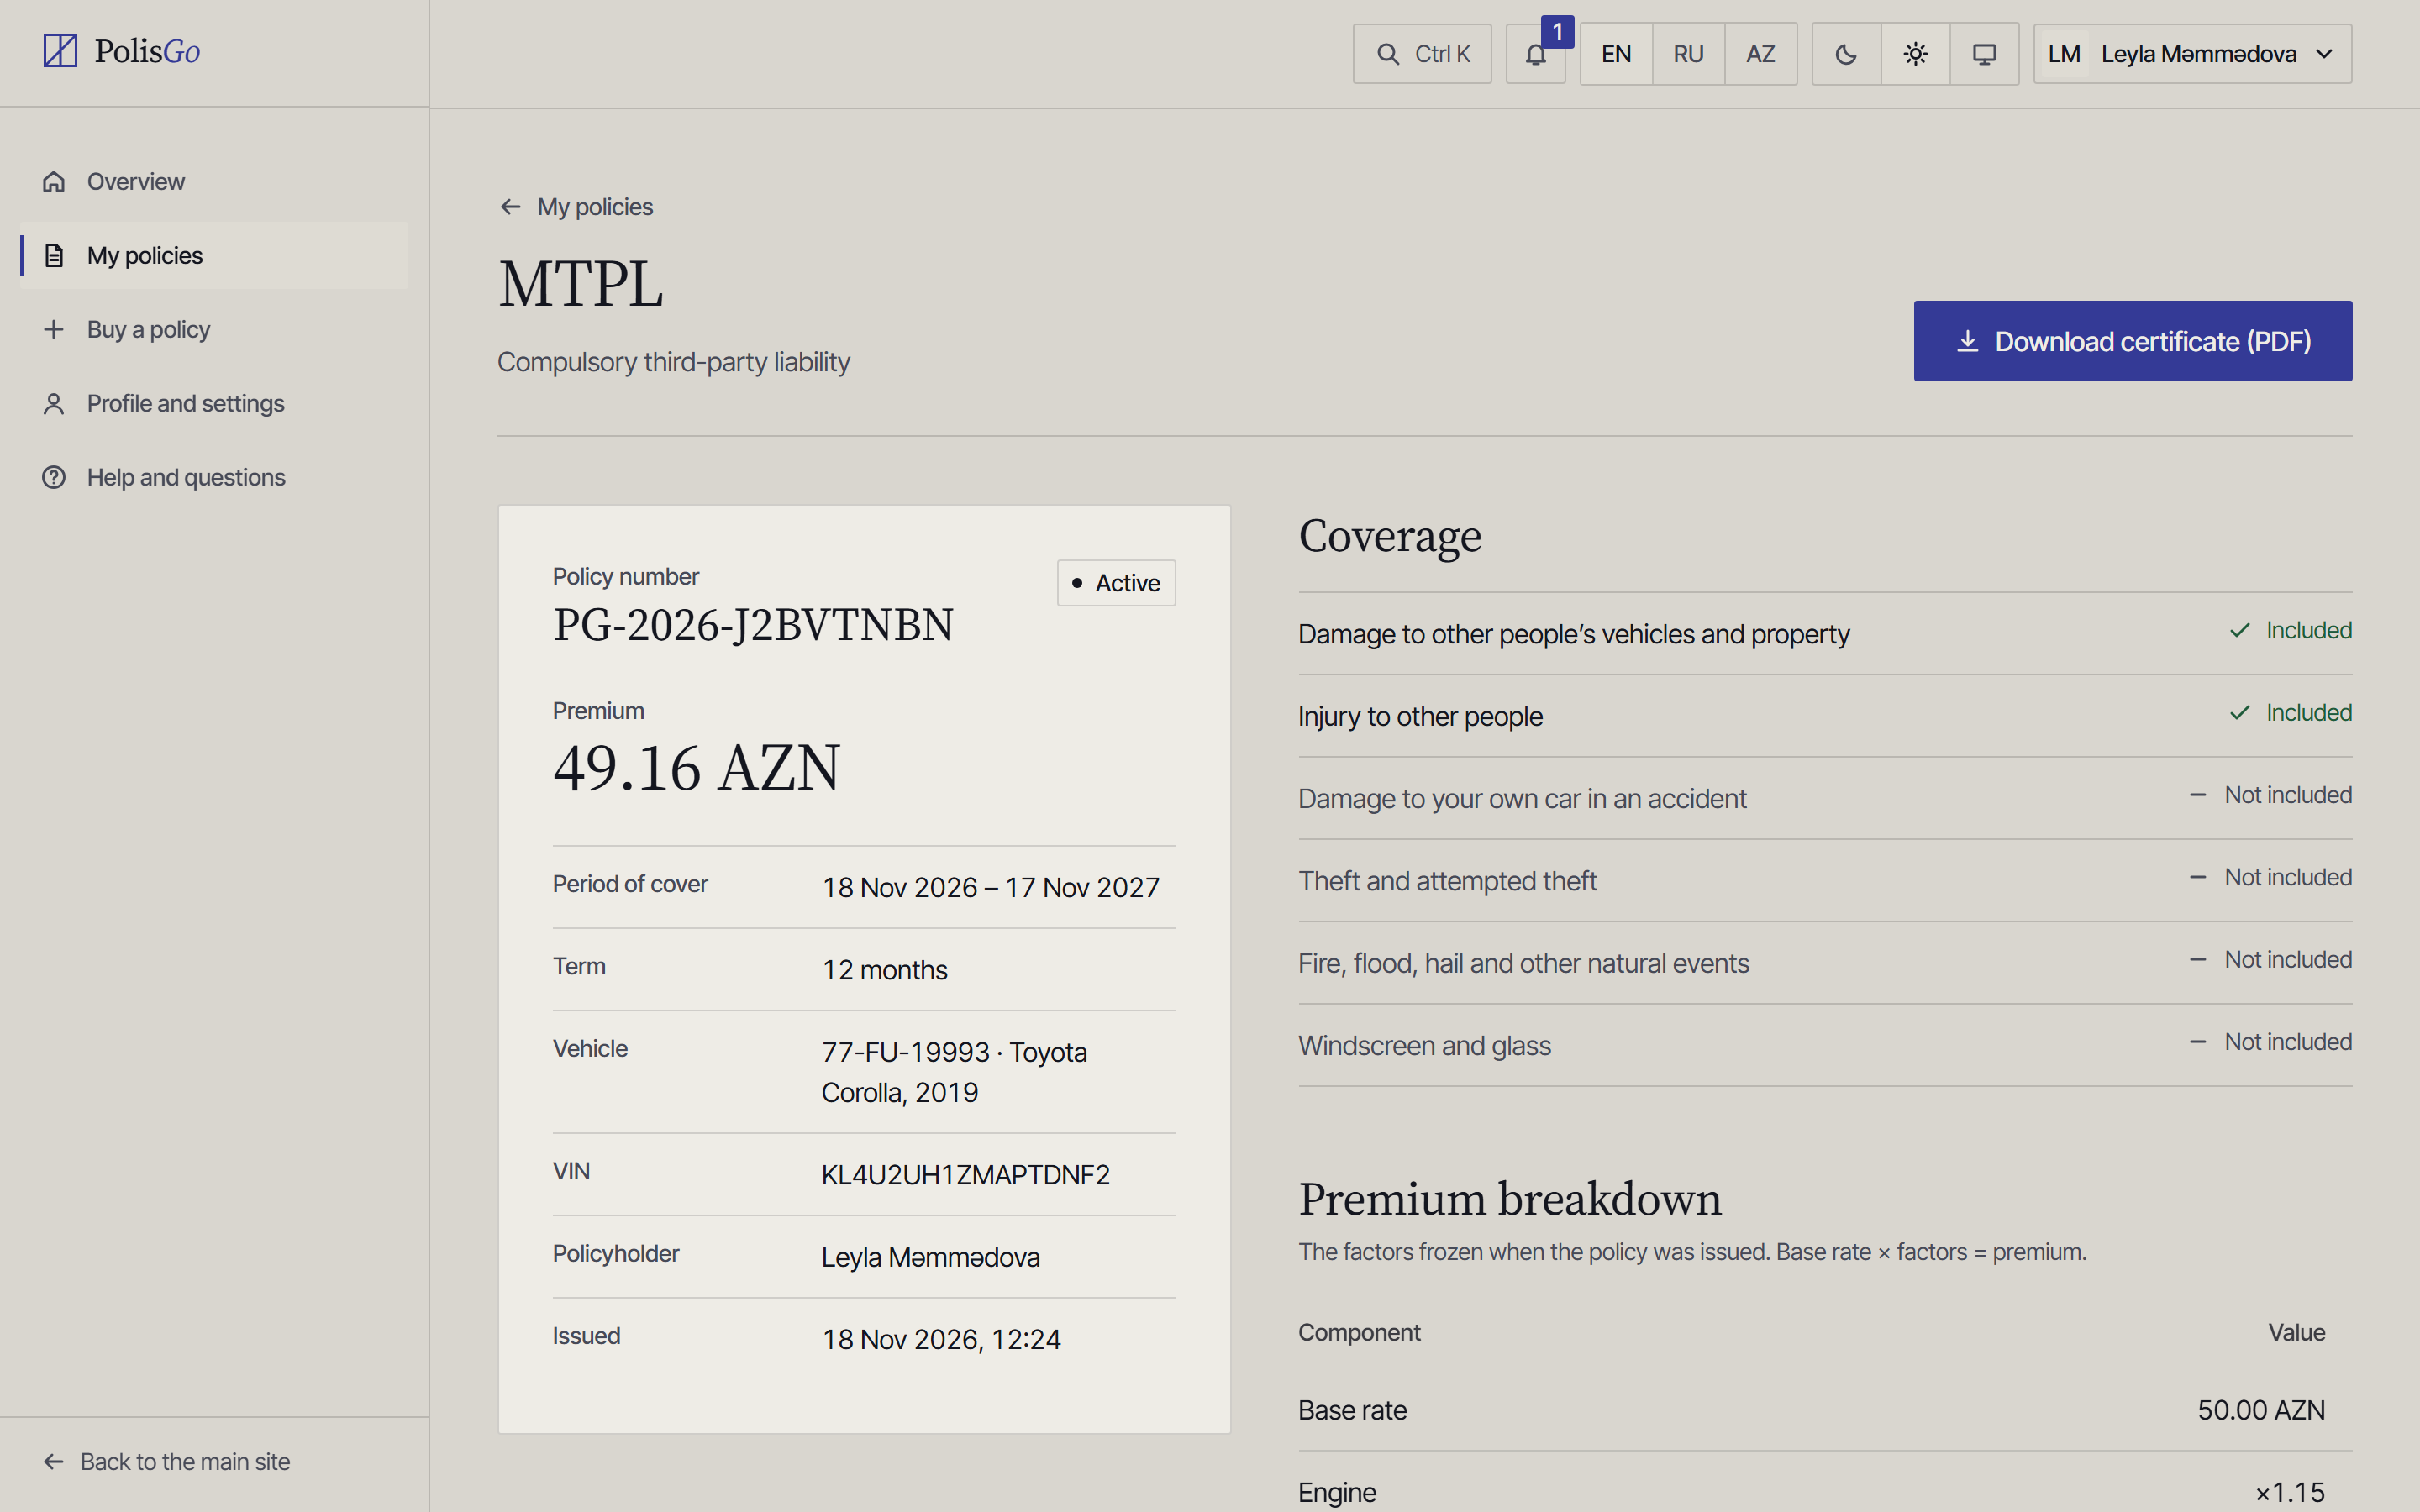 PolisGo
Ctrl K
1
EN
RU
AZ
LM
Leyla Məmmədova
Overview
My policies
Buy a policy
Profile and settings
Help and questions
Back to the main site
My policies
MTPL
Compulsory third-party liability
Download certificate (PDF)
Policy number
PG-2026-J2BVTNBN
Active
Premium
49.16 AZN
Period of cover
18 Nov 2026 – 17 Nov 2027
Term
12 months
Vehicle
77-FU-19993 · Toyota
Corolla, 2019
VIN
KL4U2UH1ZMAPTDNF2
Policyholder
Leyla Məmmədova
Issued
18 Nov 2026, 12:24
Coverage
Damage to other people’s vehicles and property
Included
Injury to other people
Included
Damage to your own car in an accident
Not included
Theft and attempted theft
Not included
Fire, flood, hail and other natural events
Not included
Windscreen and glass
Not included
Premium breakdown
The factors frozen when the policy was issued. Base rate × factors = premium.
Component
Value
Base rate
50.00 AZN
Engine
×1.15